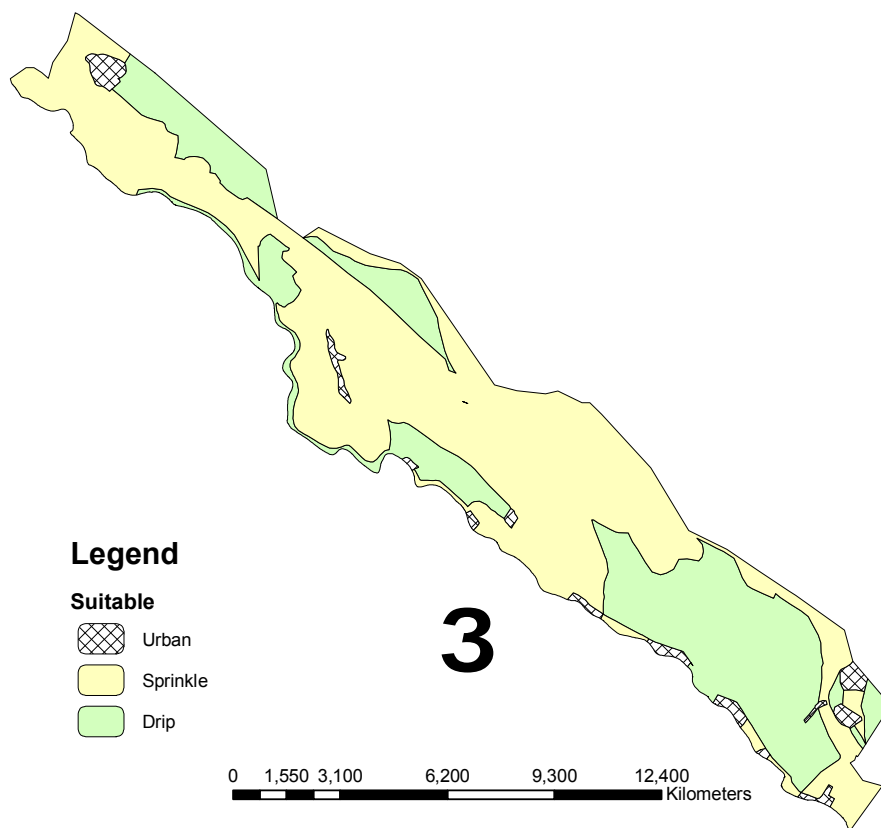 Legend
Suitable
Urban
Sprinkle
Drip
3
0 1,550 3,100 6,200 9,300 12,400
Kilometers